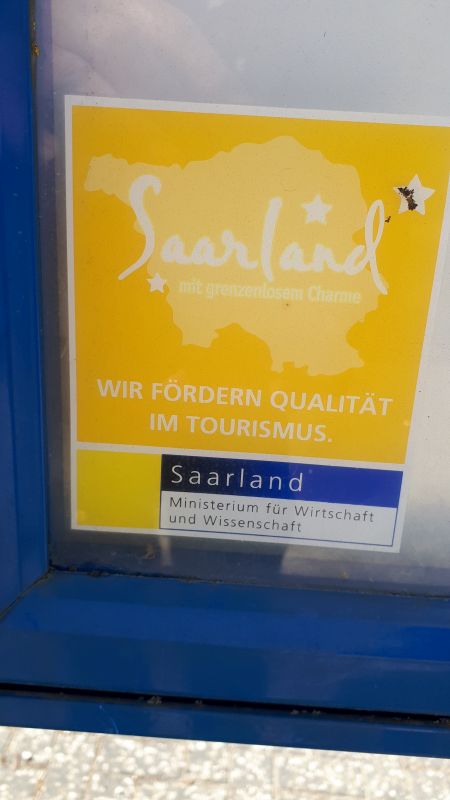 Saarland
mit grenzenlosem Charme
WIR FÖRDERN QUALITÄT
IM TOURISMUS.
Saarland
Ministerium für Wirtschaft
und Wissenschaft